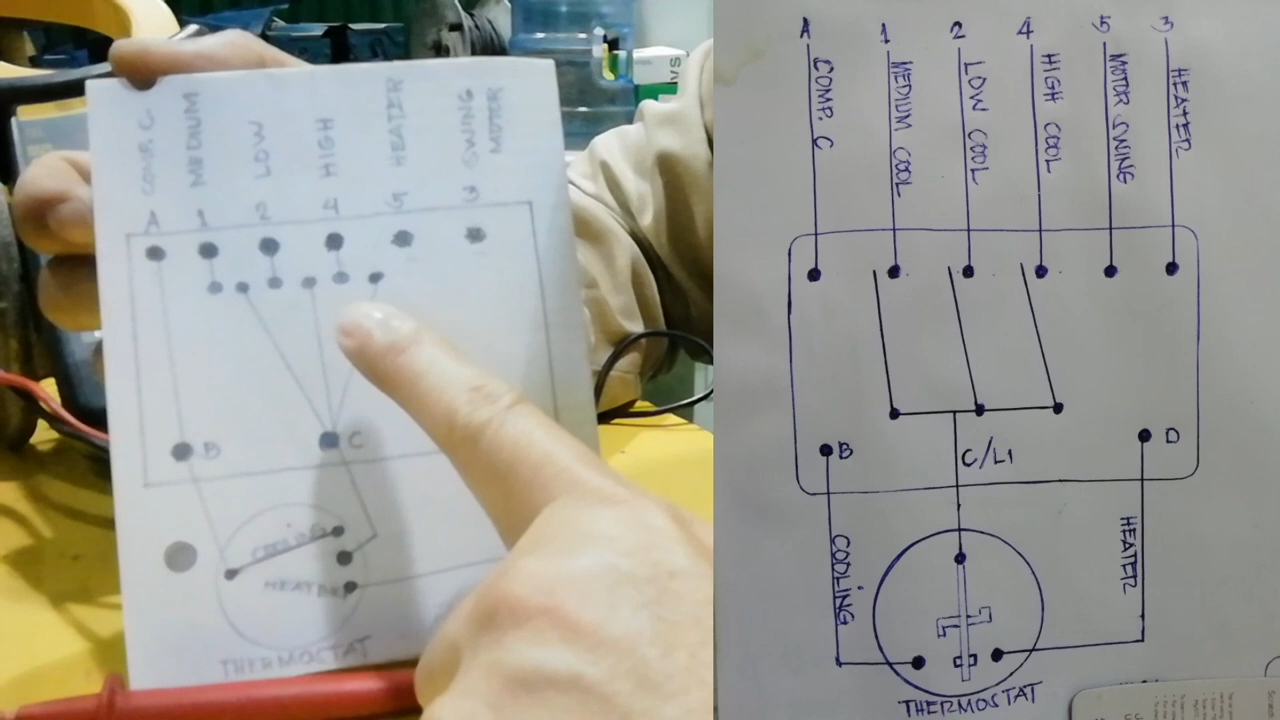 COMP. C.
MEDIUM
LOW
HIGH
HEATER
SWING MOTOR
A 1 2 4 5 3
B
C
COOLING
HEATER
THERMOSTAT
A 1 2 4 5 3
COMP. C
MEDIUM COOL
LOW COOL
HIGH COOL
MOTOR SWING
HEATER
B
C/L1
D
COOLING
HEATER
THERMOSTAT